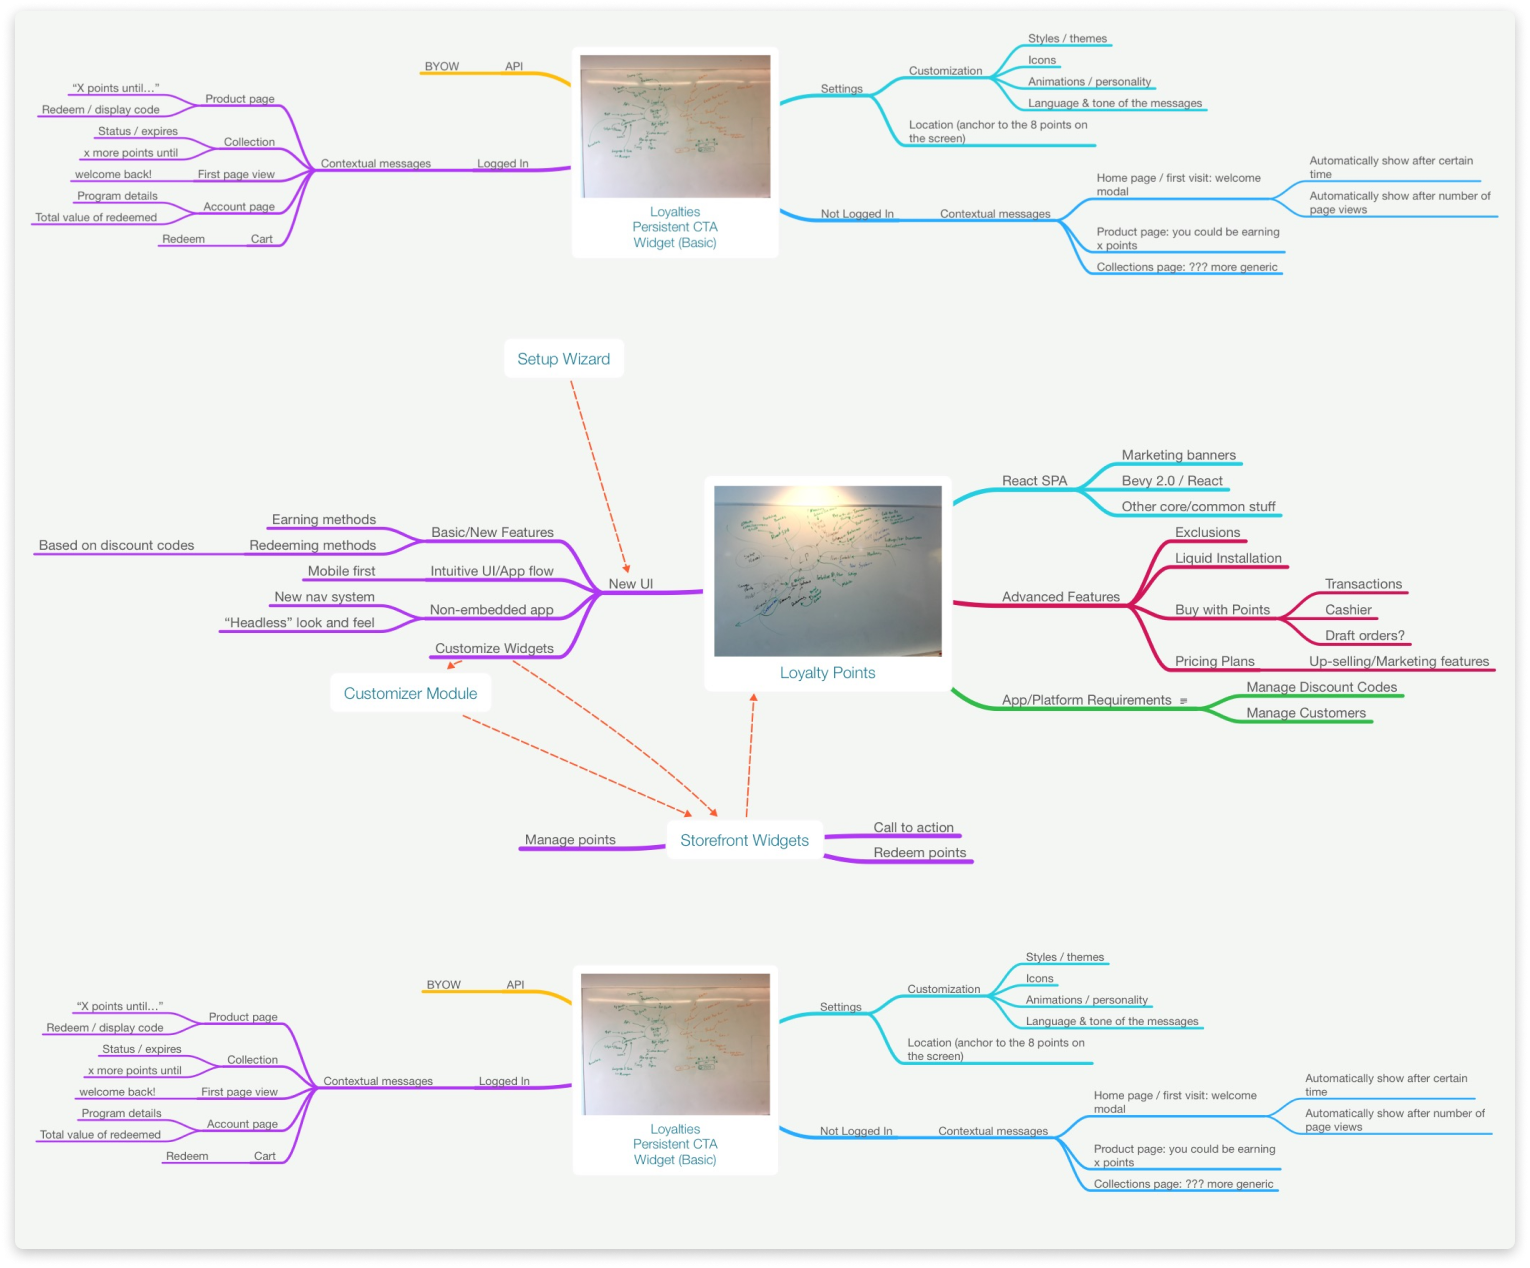 BYOW
API
“X points until...”
Redeem / display code
Product page
Status / expires
x more points until
Collection
welcome back!
First page view
Program details
Total value of redeemed
Account page
Redeem
Cart
Contextual messages
Logged In
Loyalties
Persistent CTA
Widget (Basic)
Settings
Customization
Styles / themes
Icons
Animations / personality
Language & tone of the messages
Location (anchor to the 8 points on
the screen)
Not Logged In
Contextual messages
Home page / first visit: welcome
modal
Automatically show after certain
time
Automatically show after number of
page views
Product page: you could be earning
x points
Collections page: ??? more generic
Setup Wizard
Earning methods
Based on discount codes
Redeeming methods
Basic/New Features
Mobile first
Intuitive UI/App flow
New nav system
“Headless” look and feel
Non-embedded app
Customize Widgets
New UI
Customizer Module
Loyalty Points
React SPA
Marketing banners
Bevy 2.0 / React
Other core/common stuff
Advanced Features
Exclusions
Liquid Installation
Buy with Points
Transactions
Cashier
Draft orders?
Pricing Plans
Up-selling/Marketing features
App/Platform Requirements
Manage Discount Codes
Manage Customers
Manage points
Storefront Widgets
Call to action
Redeem points
BYOW
API
“X points until...”
Redeem / display code
Product page
Status / expires
x more points until
Collection
welcome back!
First page view
Program details
Total value of redeemed
Account page
Redeem
Cart
Contextual messages
Logged In
Loyalties
Persistent CTA
Widget (Basic)
Settings
Customization
Styles / themes
Icons
Animations / personality
Language & tone of the messages
Location (anchor to the 8 points on
the screen)
Not Logged In
Contextual messages
Home page / first visit: welcome
modal
Automatically show after certain
time
Automatically show after number of
page views
Product page: you could be earning
x points
Collections page: ??? more generic